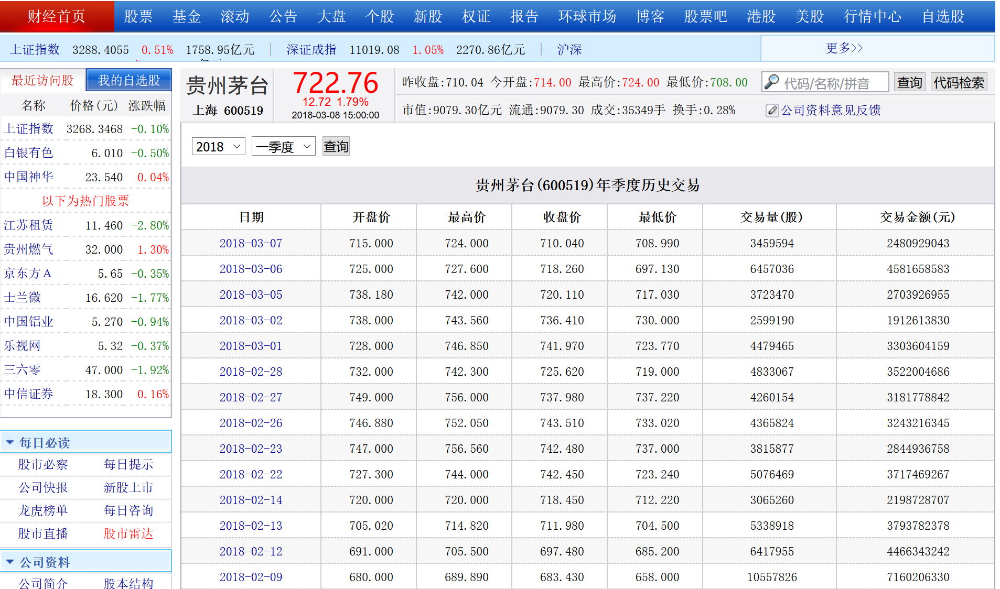 财经首页 股票 基金 滚动 公告 大盘 个股 新股 权证 报告 环球市场 博客 股票吧 港股 美股 行情中心 自选股
上证指数 3288.4055 0.51% 1758.95亿元 深证成指 11019.08 1.05% 2270.86亿元 沪深 更多>>
最近访问股 我的自选股
名称 价格(元) 涨跌幅
上证指数 3268.3468 -0.10%
白银有色 6.010 -0.50%
中国神华 23.540 0.04%
以下为热门股票
江苏租赁 11.460 -2.80%
贵州燃气 32.000 1.30%
京东方A 5.65 -0.35%
士兰微 16.620 -1.77%
中国铝业 5.270 -0.94%
乐视网 5.32 -0.37%
三六零 47.000 -1.92%
中信证券 18.300 0.16%
每日必读
股市必察 每日提示
公司快报 新股上市
龙虎榜单 每日咨询
股市直播 股市雷达
公司资料
公司简介 股本结构
贵州茅台
上海 600519
722.76
12.72 1.79%
2018-03-08 15:00:00
昨收盘:710.04 今开盘:714.00 最高价:724.00 最低价:708.00
代码/名称/拼音 查询 代码检索
市值:9079.30亿元 流通:9079.30 成交:35349手 换手:0.28%
公司资料意见反馈
2018 一季度 查询
贵州茅台(600519)年季度历史交易
日期 开盘价 最高价 收盘价 最低价 交易量(股) 交易金额(元)
2018-03-07 715.000 724.000 710.040 708.990 3459594 2480929043
2018-03-06 725.000 727.600 718.260 697.130 6457036 4581658583
2018-03-05 738.180 742.000 720.110 717.030 3723470 2703926955
2018-03-02 738.000 743.560 736.410 730.000 2599190 1912613830
2018-03-01 728.000 746.850 741.970 723.770 4479465 3303604159
2018-02-28 732.000 742.300 725.620 719.000 4833067 3522004686
2018-02-27 749.000 756.000 737.980 737.220 4260154 3181778842
2018-02-26 746.880 752.050 743.510 733.020 4365824 3243216345
2018-02-23 747.000 756.560 742.480 737.000 3815877 2844936758
2018-02-22 727.300 744.000 742.450 723.240 5076469 3717469267
2018-02-14 720.000 720.000 718.450 712.220 3065260 2198728707
2018-02-13 705.020 714.820 711.980 704.500 5338918 3793782378
2018-02-12 691.000 705.500 697.480 685.200 6417955 4466343242
2018-02-09 680.000 689.890 683.430 658.000 10557826 7160206330